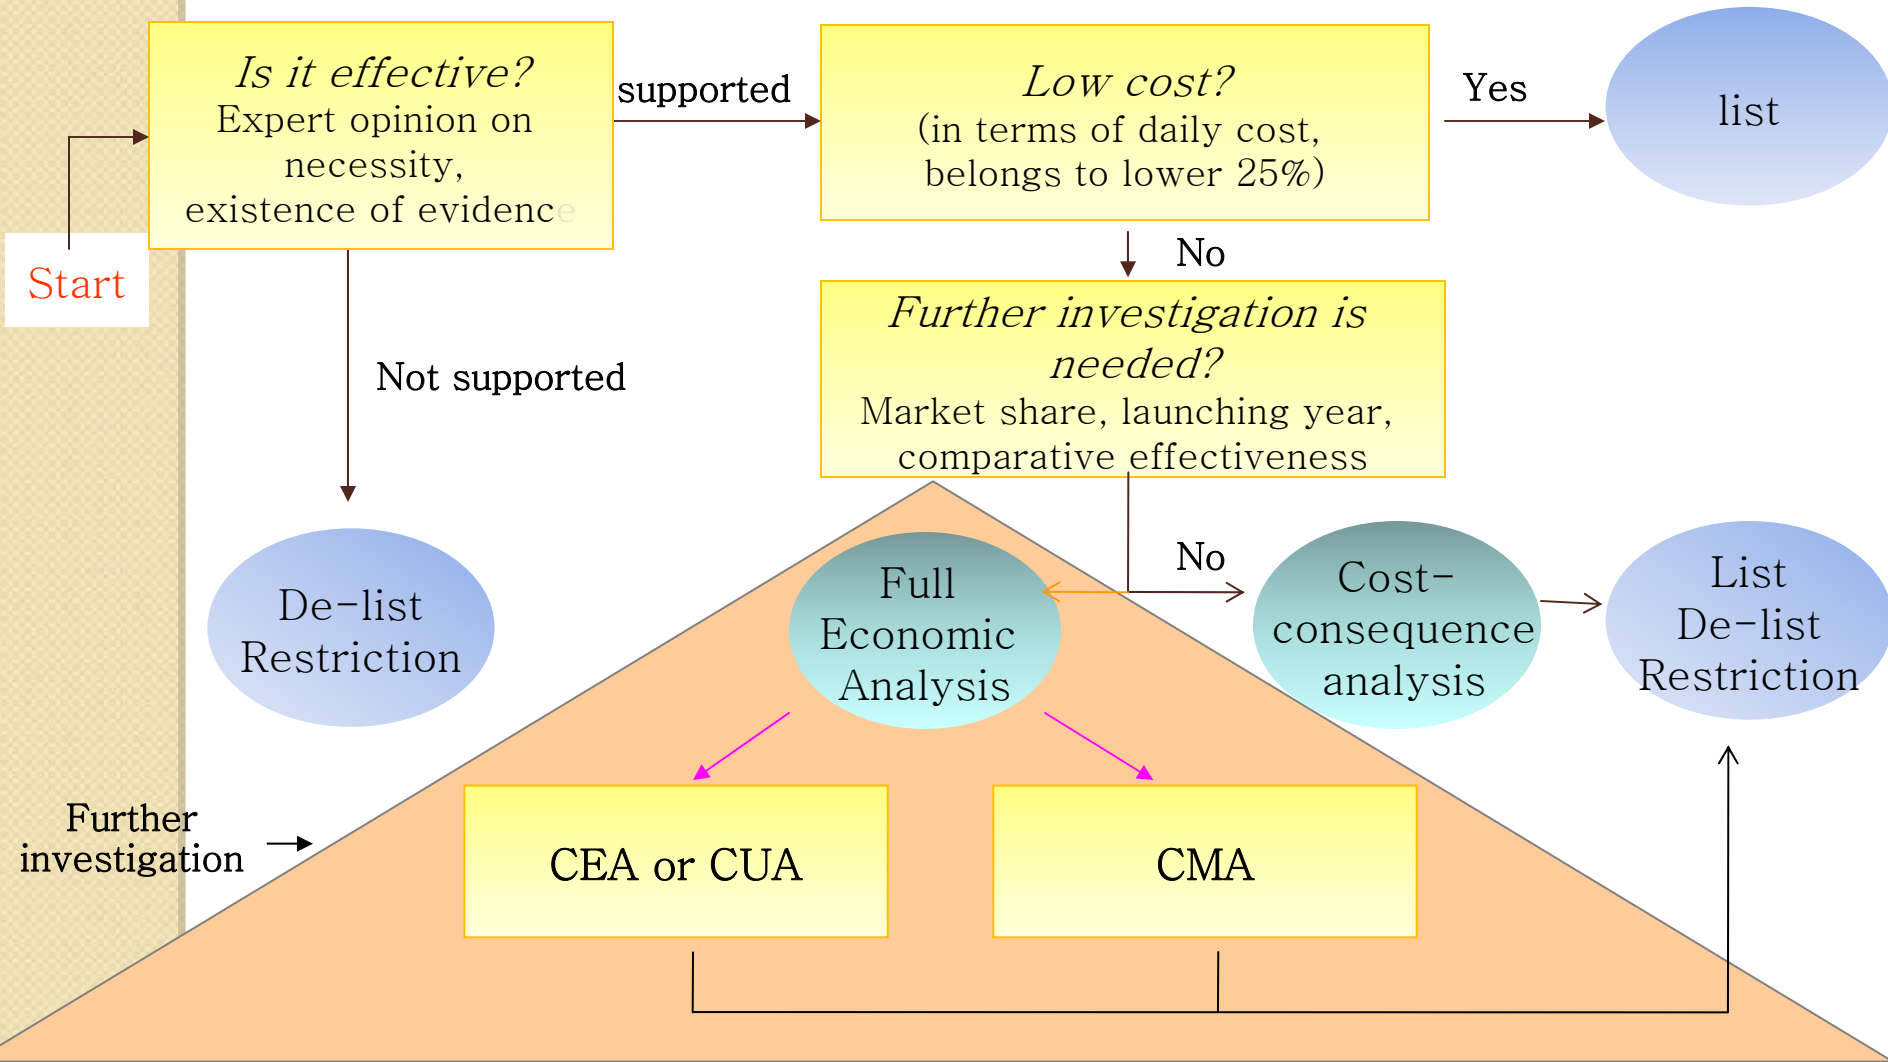 Is it effective?
Expert opinion on
necessity,
existence of evidence
supported
Low cost?
(in terms of daily cost,
belongs to lower 25%)
Yes
list
Start
No
Further investigation is
needed?
Market share, launching year,
comparative effectiveness
Not supported
De-list
Restriction
Full
Economic
Analysis
No
Cost-
consequence
analysis
List
De-list
Restriction
Further
investigation
CEA or CUA
CMA